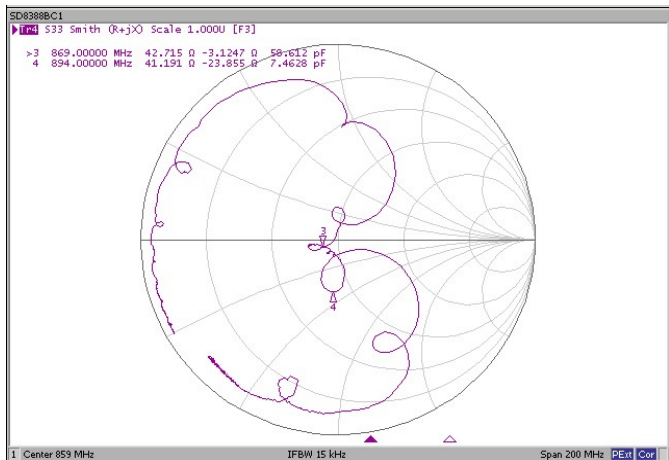 SD8388BC1
Tr4 S33 Smith (R+jX) Scale 1.000U [F3]
>3 869.00000 MHz 42.715 Ω -3.1247 Ω 58.612 pF
4 894.00000 MHz 41.191 Ω -23.855 Ω 7.4628 pF
3
4
1 Center 859 MHz IFBW 15 kHz Span 200 MHz PExt Cor